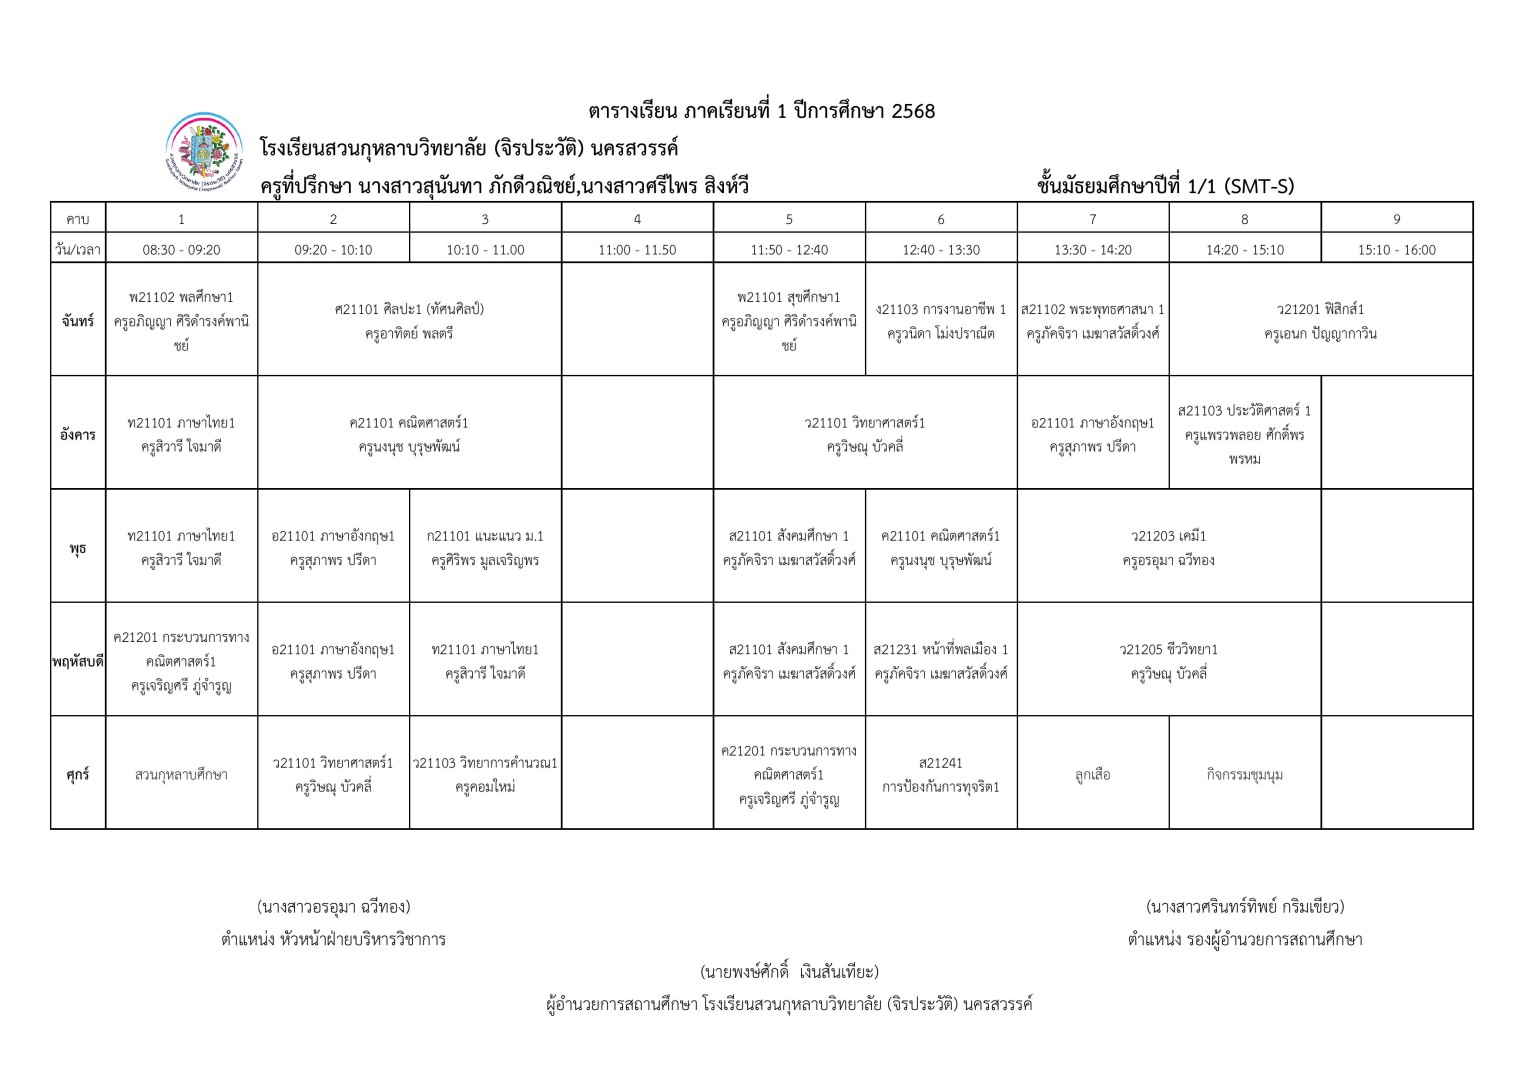 ตารางเรียน ภาคเรียนที่ 1 ปีการศึกษา 2568
โรงเรียนสวนกุหลาบวิทยาลัย (จิรประวัติ) นครสวรรค์
ครูที่ปรึกษา นางสาวสุนันทา ภักดีวณิชย์,นางสาวศรีไพร สิงห์วี ชั้นมัธยมศึกษาปีที่ 1/1 (SMT-S)
คาบ 1 2 3 4 5 6 7 8 9
วัน/เวลา 08:30 - 09:20 09:20 - 10:10 10:10 - 11.00 11:00 - 11.50 11:50 - 12:40 12:40 - 13:30 13:30 - 14:20 14:20 - 15:10 15:10 - 16:00
จันทร์
พ21102 พลศึกษา1
ครูอภิญญา ศิริดำรงค์พานิ
ชย์
ศ21101 ศิลปะ1 (ทัศนศิลป์)
ครูอาทิตย์ พลตรี
พ21101 สุขศึกษา1
ครูอภิญญา ศิริดำรงค์พานิ
ชย์
ง21103 การงานอาชีพ 1
ครูวนิดา โม่งปราณีต
ส21102 พระพุทธศาสนา 1
ครูภัคจิรา เมฆาสวัสดิ์วงศ์
ว21201 ฟิสิกส์1
ครูเอนก ปัญญากาวิน
อังคาร
ท21101 ภาษาไทย1
ครูสิวารี ใจมาดี
ค21101 คณิตศาสตร์1
ครูนงนุช บุรุษพัฒน์
ว21101 วิทยาศาสตร์1
ครูวิษณุ บัวคลี่
อ21101 ภาษาอังกฤษ1
ครูสุภาพร ปรีดา
ส21103 ประวัติศาสตร์ 1
ครูแพรวพลอย ศักดิ์พร
พรหม
พุธ
ท21101 ภาษาไทย1
ครูสิวารี ใจมาดี
อ21101 ภาษาอังกฤษ1
ครูสุภาพร ปรีดา
ก21101 แนะแนว ม.1
ครูศิริพร มูลเจริญพร
ส21101 สังคมศึกษา 1
ครูภัคจิรา เมฆาสวัสดิ์วงศ์
ค21101 คณิตศาสตร์1
ครูนงนุช บุรุษพัฒน์
ว21203 เคมี1
ครูอรอุมา ฉวีทอง
พฤหัสบดี
ค21201 กระบวนการทาง
คณิตศาสตร์1
ครูเจริญศรี ภู่จำรูญ
อ21101 ภาษาอังกฤษ1
ครูสุภาพร ปรีดา
ท21101 ภาษาไทย1
ครูสิวารี ใจมาดี
ส21101 สังคมศึกษา 1
ครูภัคจิรา เมฆาสวัสดิ์วงศ์
ส21231 หน้าที่พลเมือง 1
ครูภัคจิรา เมฆาสวัสดิ์วงศ์
ว21205 ชีววิทยา1
ครูวิษณุ บัวคลี่
ศุกร์
สวนกุหลาบศึกษา
ว21101 วิทยาศาสตร์1
ครูวิษณุ บัวคลี่
ว21103 วิทยาการคำนวณ1
ครูคอมใหม่
ค21201 กระบวนการทาง
คณิตศาสตร์1
ครูเจริญศรี ภู่จำรูญ
ส21241
การป้องกันการทุจริต1
ลูกเสือ
กิจกรรมชุมนุม
(นางสาวอรอุมา ฉวีทอง) (นางสาวศรินทร์ทิพย์ กริมเขียว)
ตำแหน่ง หัวหน้าฝ่ายบริหารวิชาการ ตำแหน่ง รองผู้อำนวยการสถานศึกษา
(นายพงษ์ศักดิ์ เงินสันเทียะ)
ผู้อำนวยการสถานศึกษา โรงเรียนสวนกุหลาบวิทยาลัย (จิรประวัติ) นครสวรรค์